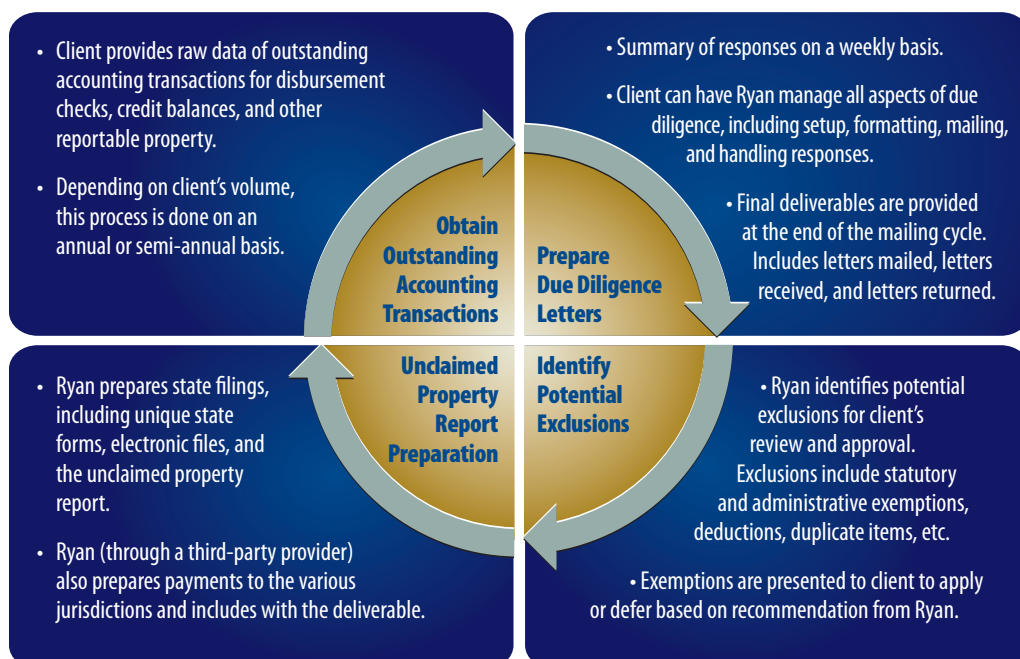 • Client provides raw data of outstanding
accounting transactions for disbursement
checks, credit balances, and other
reportable property.
• Depending on client’s volume,
this process is done on an
annual or semi-annual basis.
Obtain
Outstanding
Accounting
Transactions
• Summary of responses on a weekly basis.
• Client can have Ryan manage all aspects of due
diligence, including setup, formatting, mailing,
and handling responses.
• Final deliverables are provided
at the end of the mailing cycle.
Includes letters mailed, letters
received, and letters returned.
Prepare
Due Diligence
Letters
Identify
Potential
Exclusions
• Ryan identifies potential
exclusions for client’s
review and approval.
Exclusions include statutory
and administrative exemptions,
deductions, duplicate items, etc.
• Exemptions are presented to client to apply
or defer based on recommendation from Ryan.
Unclaimed
Property
Report
Preparation
• Ryan prepares state filings,
including unique state
forms, electronic files, and
the unclaimed property
report.
• Ryan (through a third-party provider)
also prepares payments to the various
jurisdictions and includes with the deliverable.